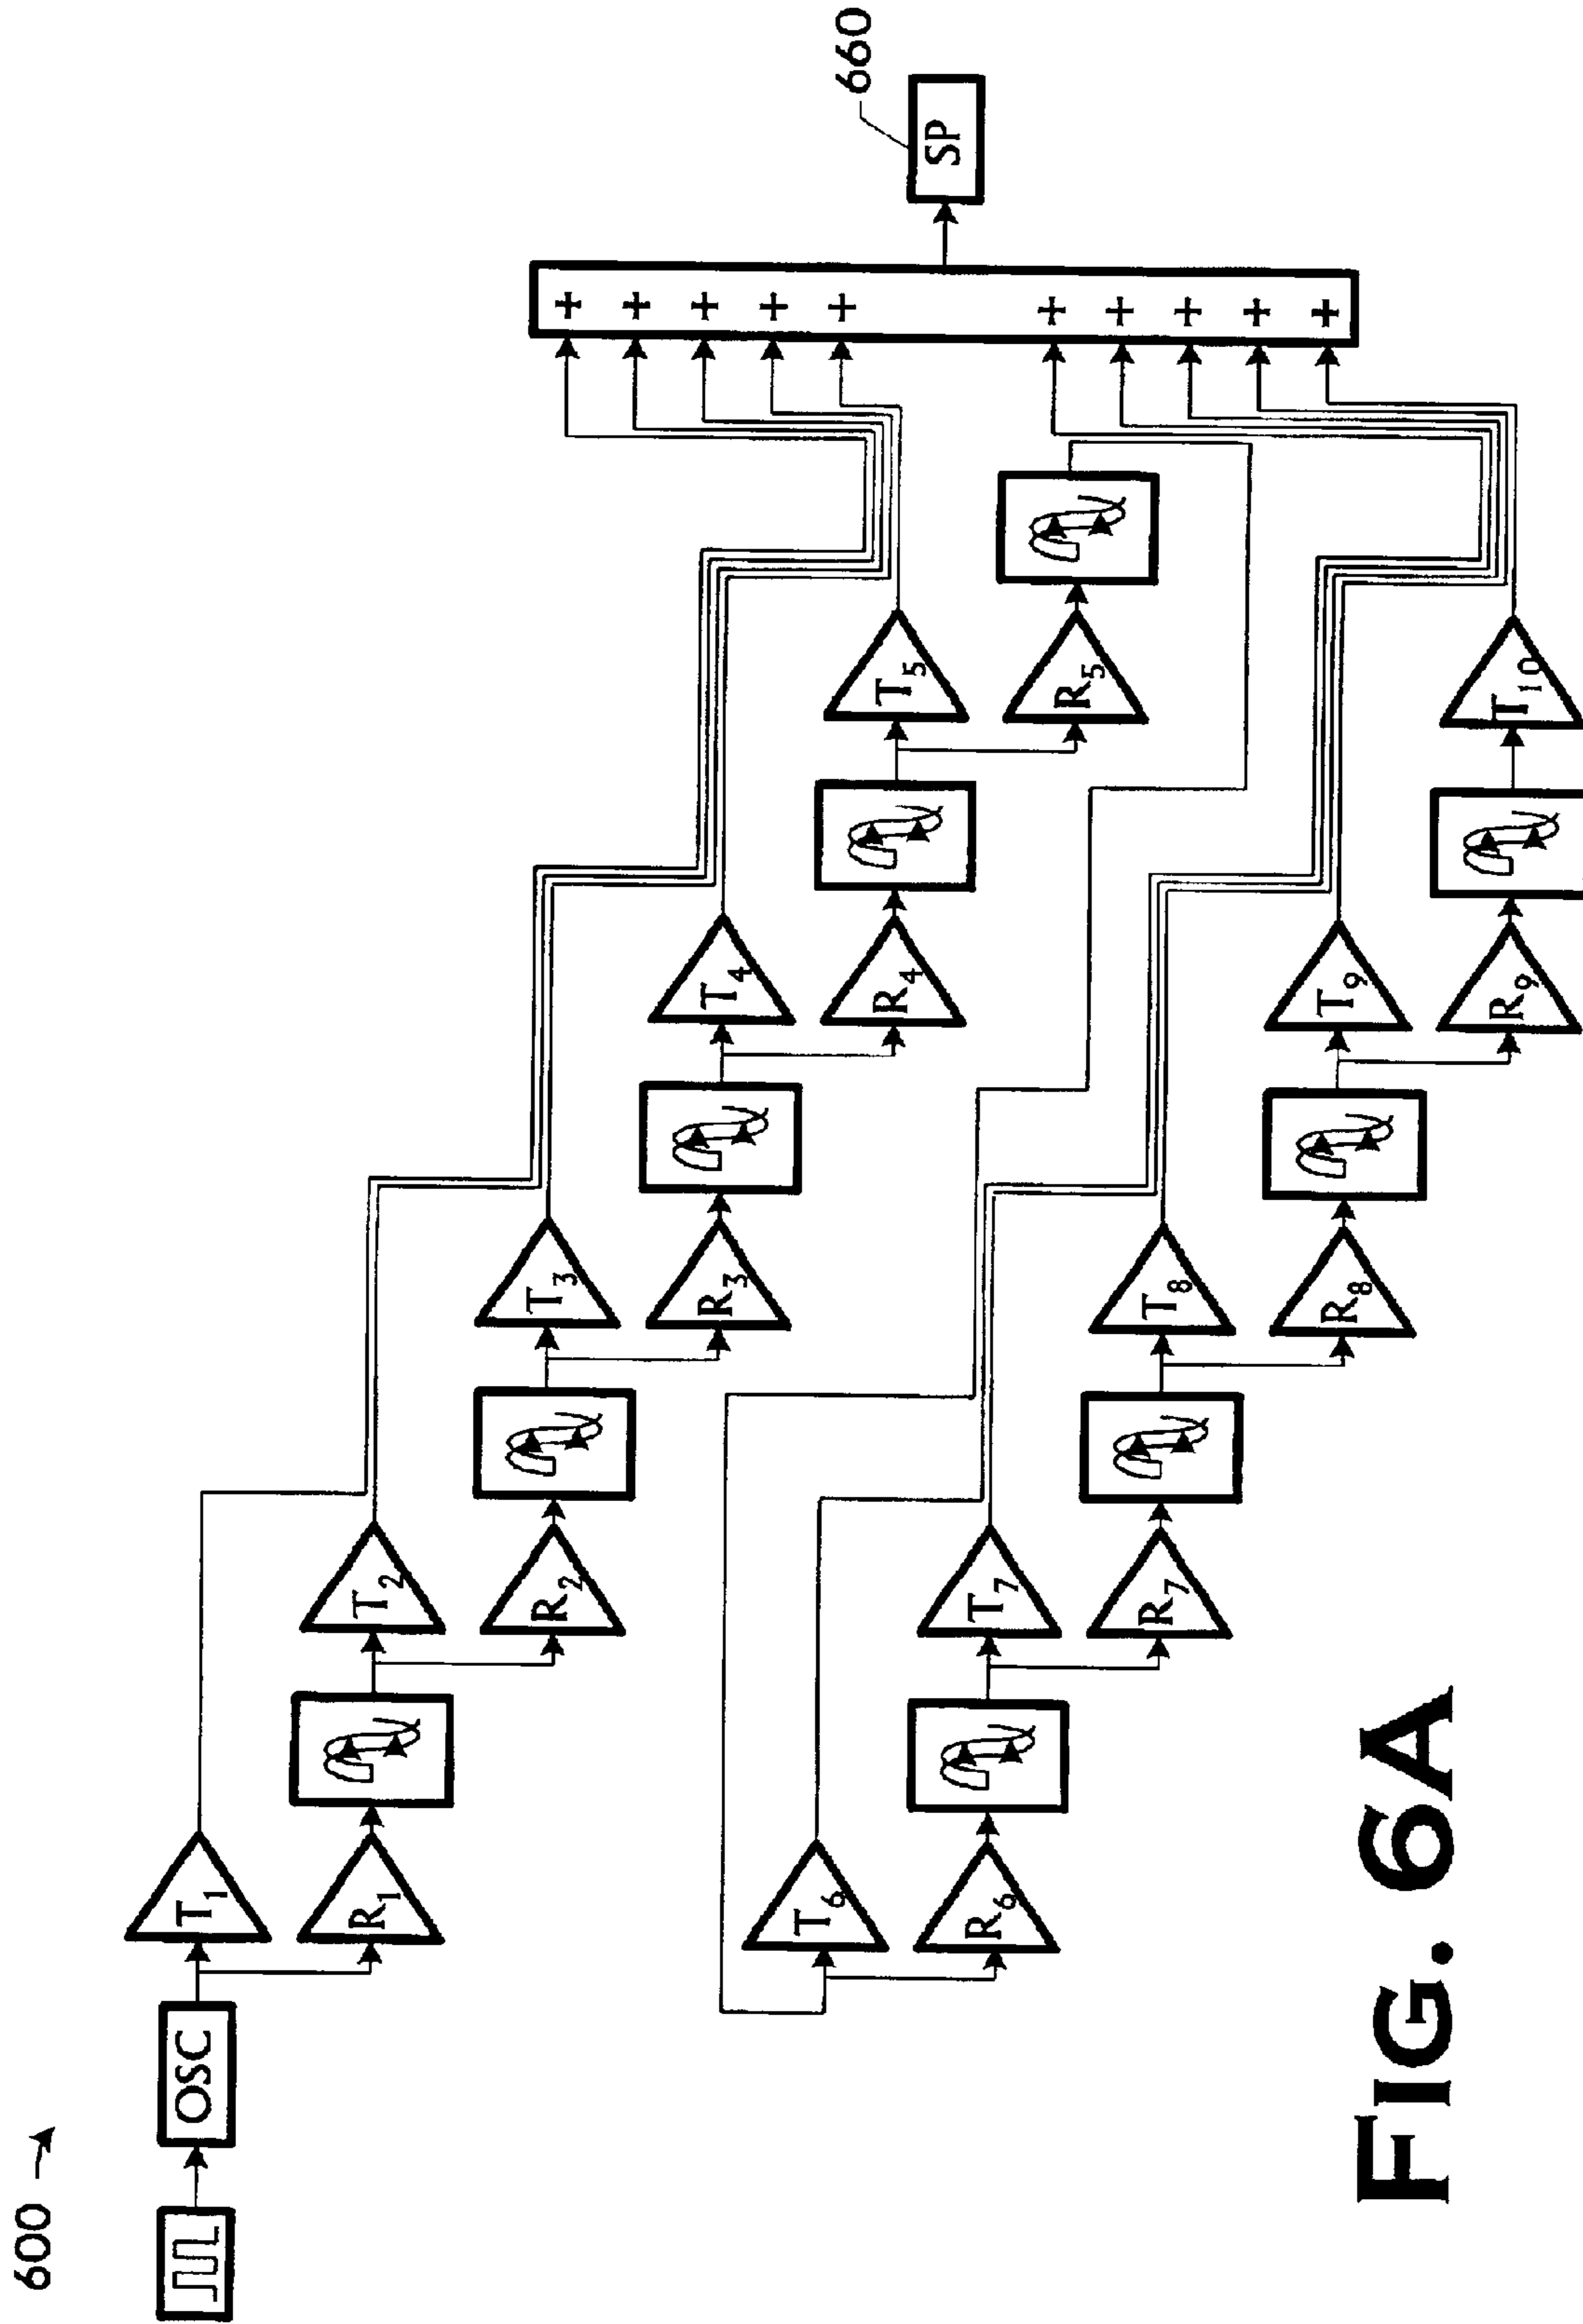 600
OSC
T1
R1
T2
R2
T3
R3
T4
R4
T5
R5
T6
R6
T7
R7
T8
R8
T9
R9
T10
+
+
+
+
+
+
+
+
+
+
SP
660
FIG. 6A